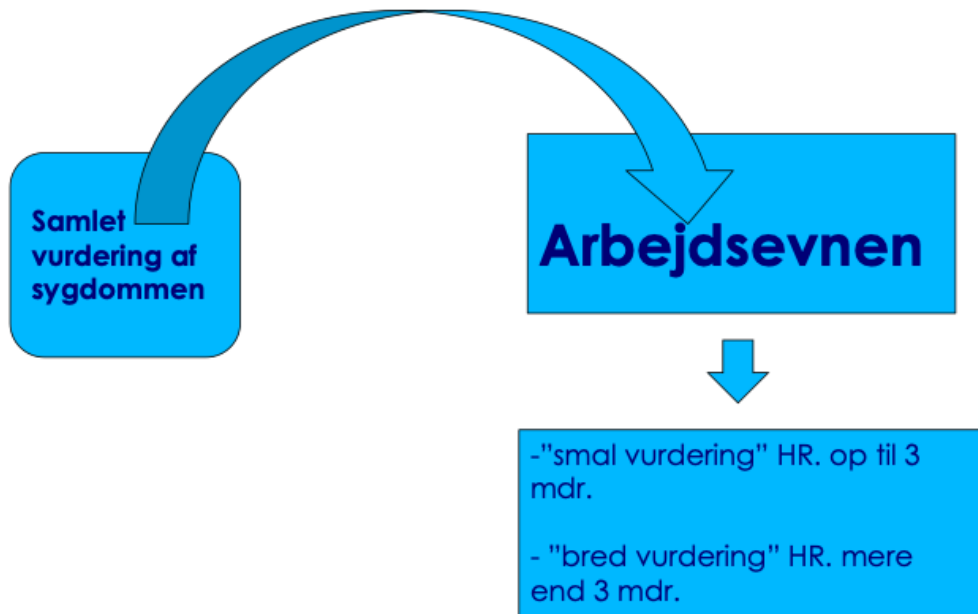 Samlet
vurdering af
sygdommen
Arbejdsevnen
-”smal vurdering” HR. op til 3
mdr.
- ”bred vurdering” HR. mere
end 3 mdr.